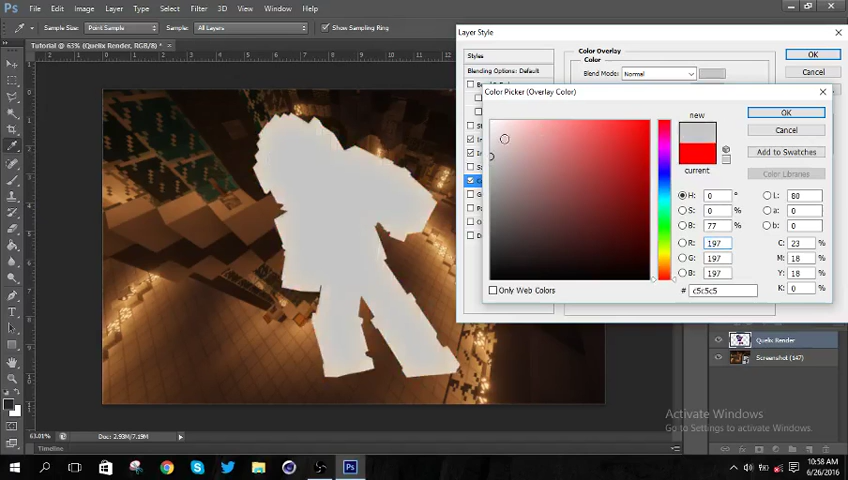 Ps File Edit Image Layer Type Select Filter 3D View Window Help
Sample Size: Point Sample Sample: All Layers Show Sampling Ring
Tutorial @ 63% (Quelix Render, RGB/8) *
Layer Style
Styles
Blending Options: Default
Color Overlay
Color
Blend Mode: Normal
OK
Cancel
Color Picker (Overlay Color)
new
current
OK
Cancel
Add to Swatches
Color Libraries
H: 0 °
S: 0 %
B: 77 %
R: 197
G: 197
B: 197
L: 80
a: 0
b: 0
C: 23 %
M: 18 %
Y: 18 %
K: 0 %
# c5c5c5
Only Web Colors
Quelix Render
Screenshot (147)
Activate Windows
Go to Settings to activate Windows.
63.01% Doc: 2.93M/7.19M
Timeline
10:58 AM
6/26/2016